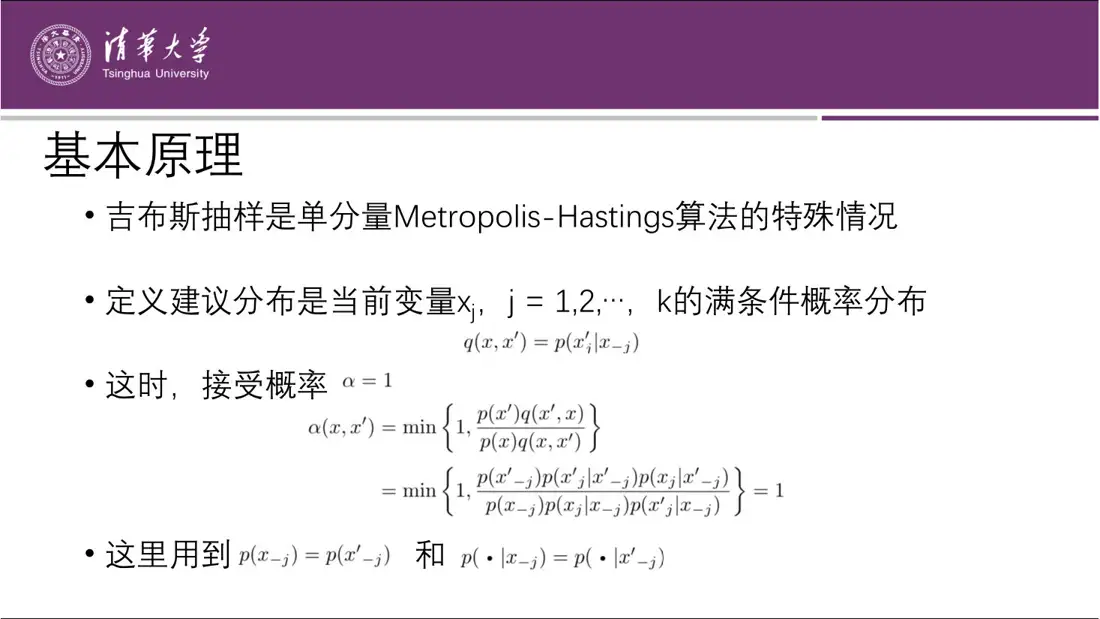 清华大学
Tsinghua University
基本原理
• 吉布斯抽样是单分量Metropolis-Hastings算法的特殊情况
• 定义建议分布是当前变量xⱼ，j = 1,2,…，k的满条件概率分布
q(x, x′) = p(x′ⱼ|x₋ⱼ)
• 这时，接受概率 α = 1
α(x, x′) = min {1, p(x′)q(x′, x) / p(x)q(x, x′)}
= min {1, p(x′₋ⱼ)p(x′ⱼ|x′₋ⱼ)p(xⱼ|x′₋ⱼ) / p(x₋ⱼ)p(xⱼ|x₋ⱼ)p(x′ⱼ|x₋ⱼ)} = 1
• 这里用到 p(x₋ⱼ) = p(x′₋ⱼ) 和 p( • |x₋ⱼ) = p( • |x′₋ⱼ)